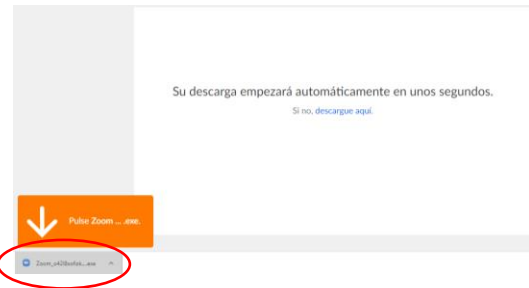 Su descarga empezará automáticamente en unos segundos.
Si no, descargue aquí.
Pulse Zoom ... .exe.